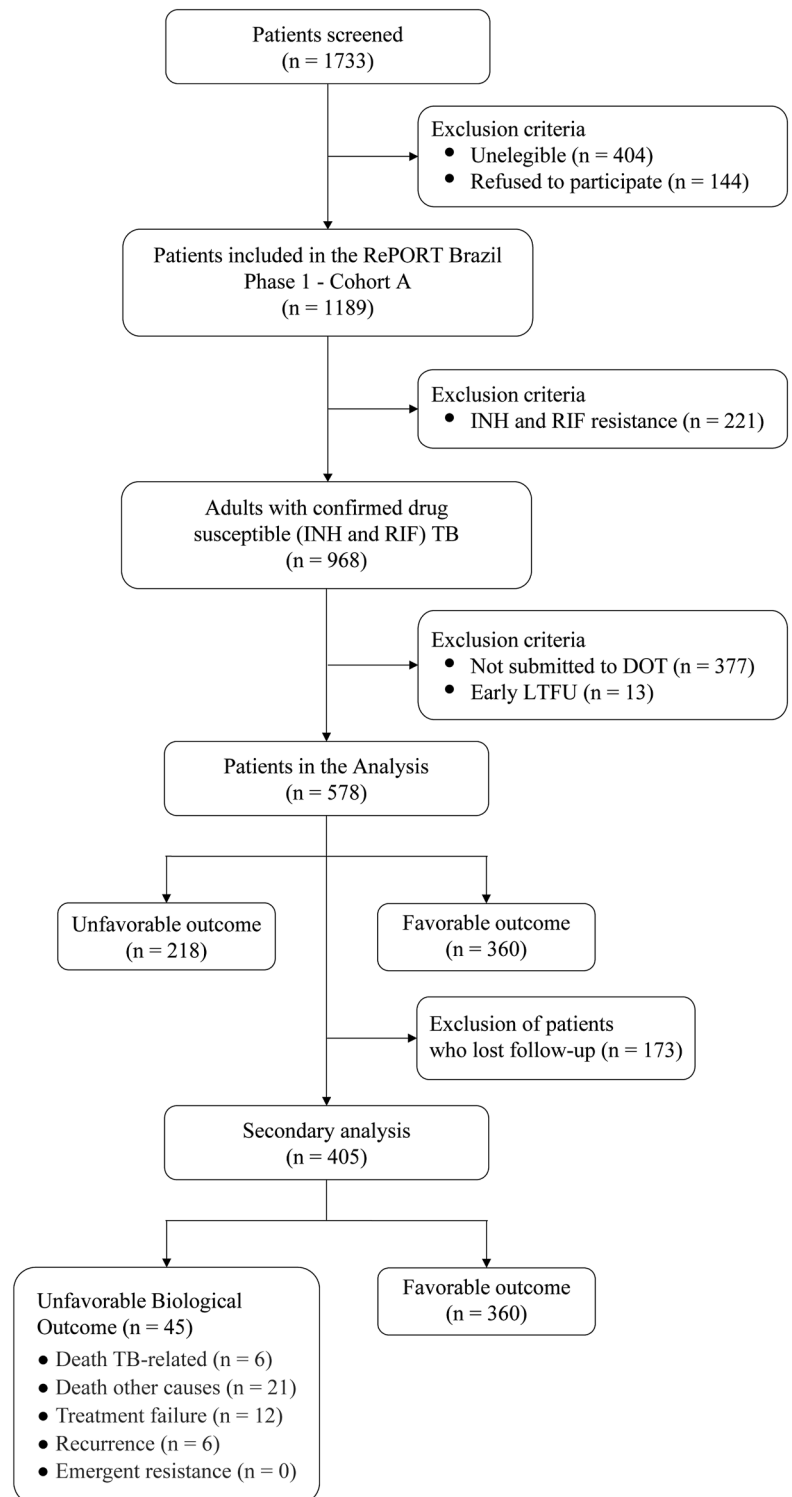 Patients screened
(n = 1733)
Exclusion criteria
● Unelegible (n = 404)
● Refused to participate (n = 144)
Patients included in the RePORT Brazil
Phase 1 - Cohort A
(n = 1189)
Exclusion criteria
● INH and RIF resistance (n = 221)
Adults with confirmed drug
susceptible (INH and RIF) TB
(n = 968)
Exclusion criteria
● Not submitted to DOT (n = 377)
● Early LTFU (n = 13)
Patients in the Analysis
(n = 578)
Unfavorable outcome
(n = 218)
Favorable outcome
(n = 360)
Exclusion of patients
who lost follow-up (n = 173)
Secondary analysis
(n = 405)
Unfavorable Biological
Outcome (n = 45)
● Death TB-related (n = 6)
● Death other causes (n = 21)
● Treatment failure (n = 12)
● Recurrence (n = 6)
● Emergent resistance (n = 0)
Favorable outcome
(n = 360)